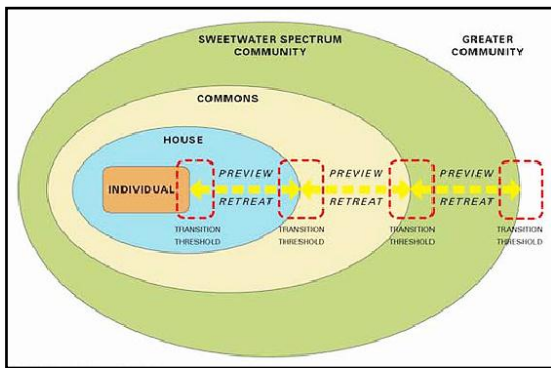 SWEETWATER SPECTRUM
COMMUNITY
GREATER
COMMUNITY
COMMONS
HOUSE
INDIVIDUAL
PREVIEW
RETREAT
PREVIEW
RETREAT
PREVIEW
RETREAT
TRANSITION
THRESHOLD
TRANSITION
THRESHOLD
TRANSITION
THRESHOLD
TRANSITION
THRESHOLD